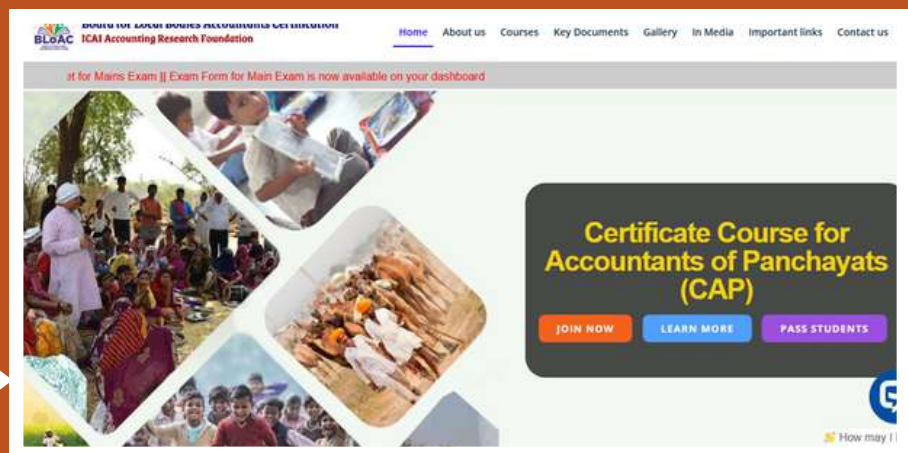 Board for Local Bodies Accountants Certification
BLoAC ICAI Accounting Research Foundation
Home About us Courses Key Documents Gallery In Media Important links Contact us
for Mains Exam || Exam Form for Main Exam is now available on your dashboard
Certificate Course for
Accountants of Panchayats
(CAP)
JOIN NOW LEARN MORE PASS STUDENTS
How may I